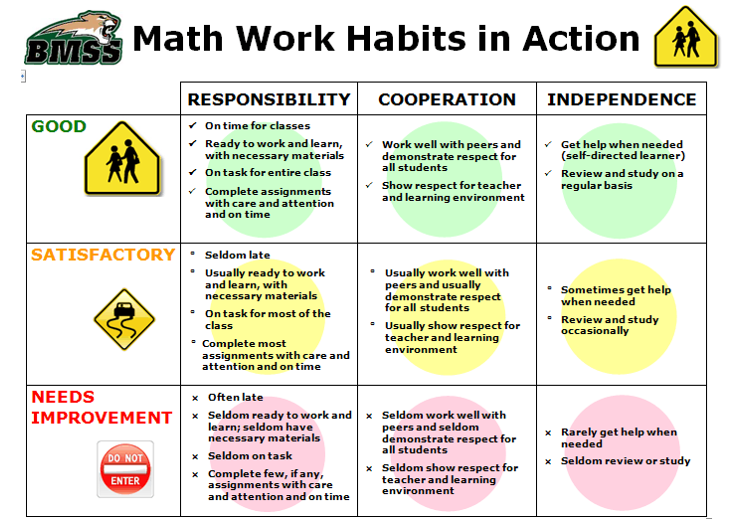 BMSS
Math Work Habits in Action
RESPONSIBILITY
COOPERATION
INDEPENDENCE
GOOD
✓ On time for classes
✓ Ready to work and learn,
with necessary materials
✓ On task for entire class
✓ Complete assignments
with care and attention
and on time
✓ Work well with peers and
demonstrate respect for
all students
✓ Show respect for teacher
and learning environment
✓ Get help when needed
(self-directed learner)
✓ Review and study on a
regular basis
SATISFACTORY
° Seldom late
° Usually ready to work
and learn, with
necessary materials
° On task for most of the
class
° Complete most
assignments with care and
attention and on time
° Usually work well with
peers and usually
demonstrate respect
for all students
° Usually show respect for
teacher and learning
environment
° Sometimes get help
when needed
° Review and study
occasionally
NEEDS
IMPROVEMENT
DO NOT
ENTER
× Often late
× Seldom ready to work and
learn; seldom have
necessary materials
× Seldom on task
× Complete few, if any,
assignments with care
and attention and on time
× Seldom work well with
peers and seldom
demonstrate respect for
all students
× Seldom show respect for
teacher and learning
environment
× Rarely get help when
needed
× Seldom review or study